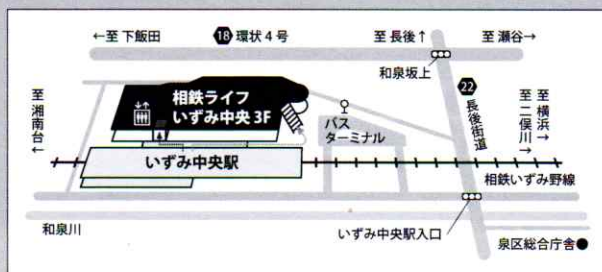 ←至 下飯田
18 環状4号
至 長後↑
至 瀬谷→
和泉坂上
至 湘南台←
相鉄ライフ
いずみ中央 3F
バス
ターミナル
22
長後街道
至 二俣川→
至 横浜→
いずみ中央駅
相鉄いずみ野線
和泉川
いずみ中央駅入口
泉区総合庁舎●